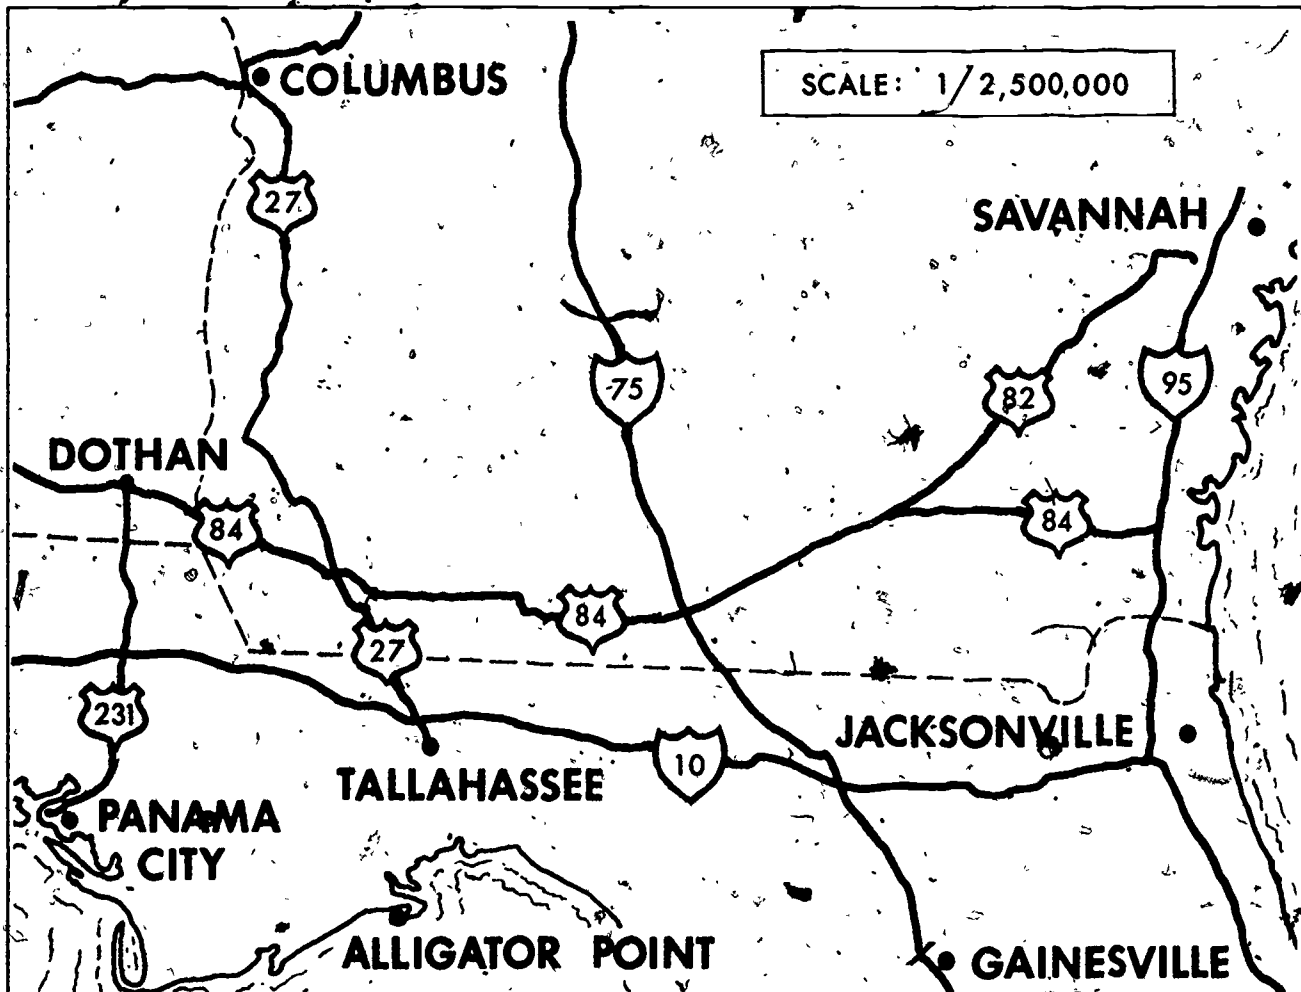 COLUMBUS
SCALE: 1/2,500,000
27
SAVANNAH
75
82
95
DOTHAN
84
84
84
27
231
JACKSONVILLE
10
TALLAHASSEE
PANAMA
CITY
ALLIGATOR POINT
GAINESVILLE